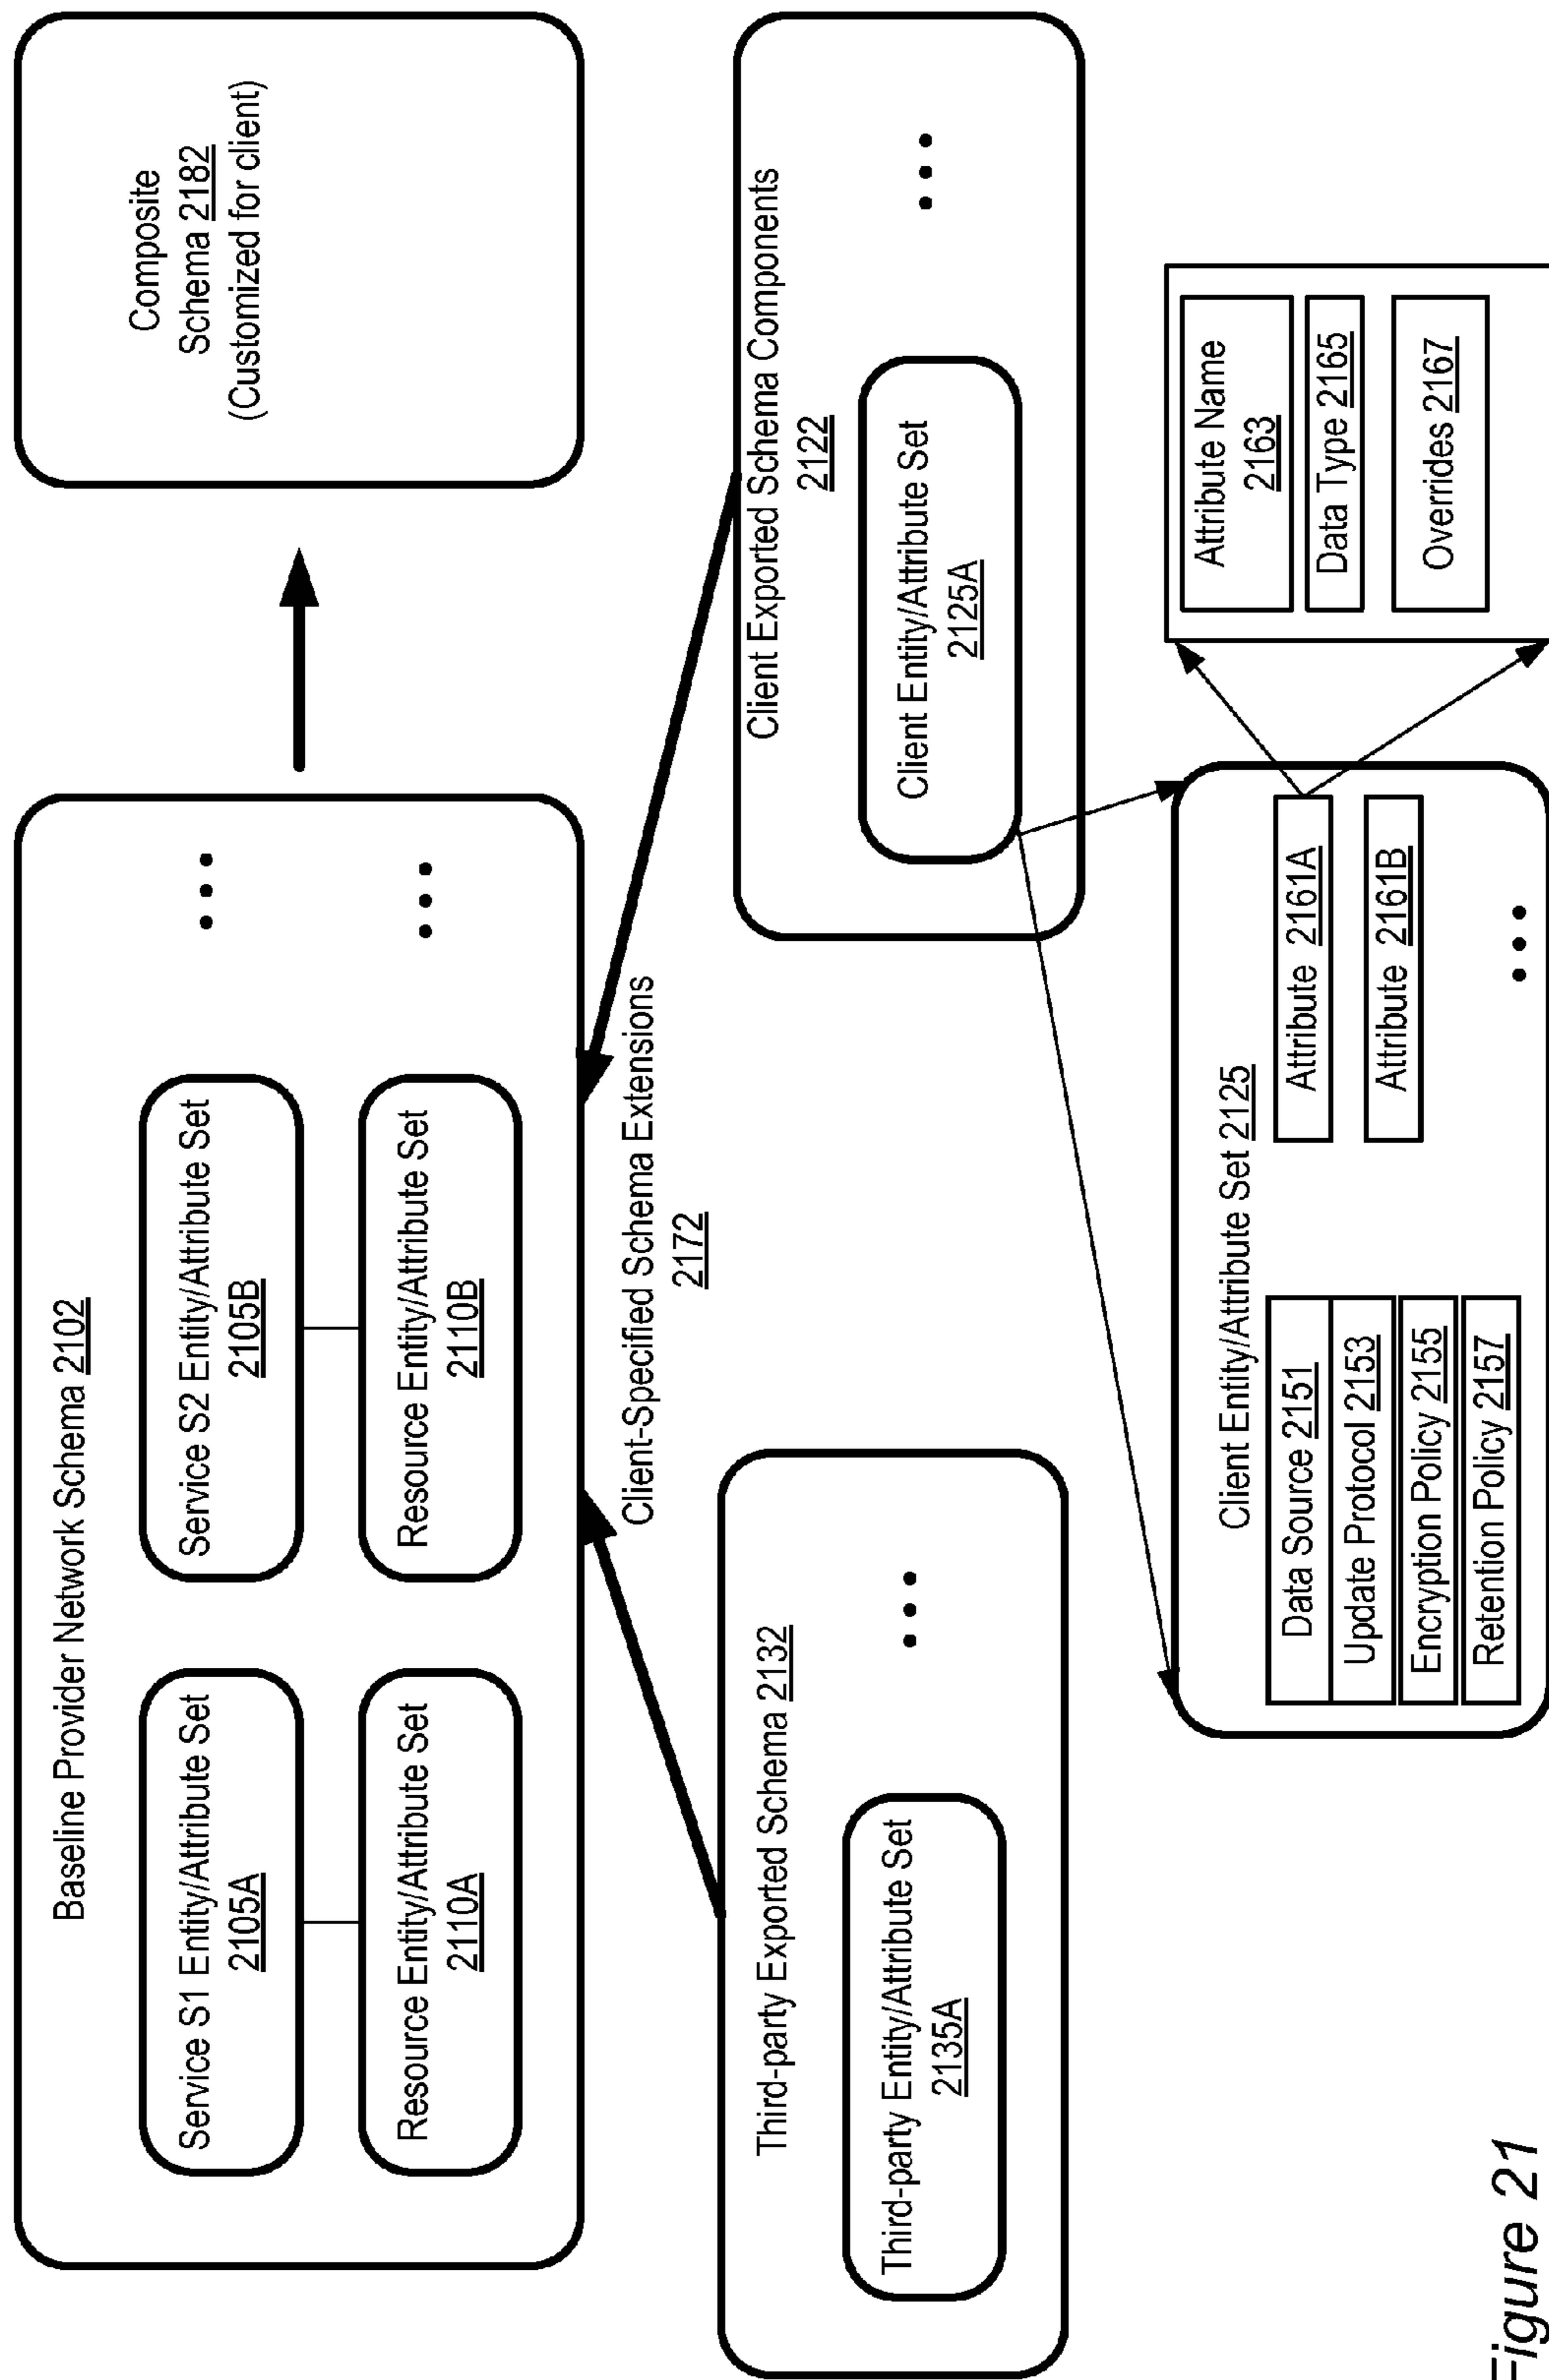 Baseline Provider Network Schema 2102
Service S1 Entity/Attribute Set
2105A
Resource Entity/Attribute Set
2110A
Service S2 Entity/Attribute Set
2105B
Resource Entity/Attribute Set
2110B
Composite
Schema 2182
(Customized for client)
Client-Specified Schema Extensions
2172
Third-party Exported Schema 2132
Third-party Entity/Attribute Set
2135A
Client Exported Schema Components
2122
Client Entity/Attribute Set
2125A
Client Entity/Attribute Set 2125
Data Source 2151
Update Protocol 2153
Encryption Policy 2155
Retention Policy 2157
Attribute 2161A
Attribute 2161B
Attribute Name
2163
Data Type 2165
Overrides 2167
Figure 21